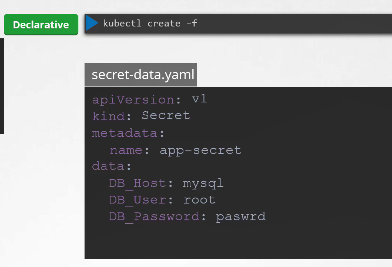 Declarative
kubectl create -f
secret-data.yaml
apiVersion: v1
kind: Secret
metadata:
  name: app-secret
data:
  DB_Host: mysql
  DB_User: root
  DB_Password: paswrd